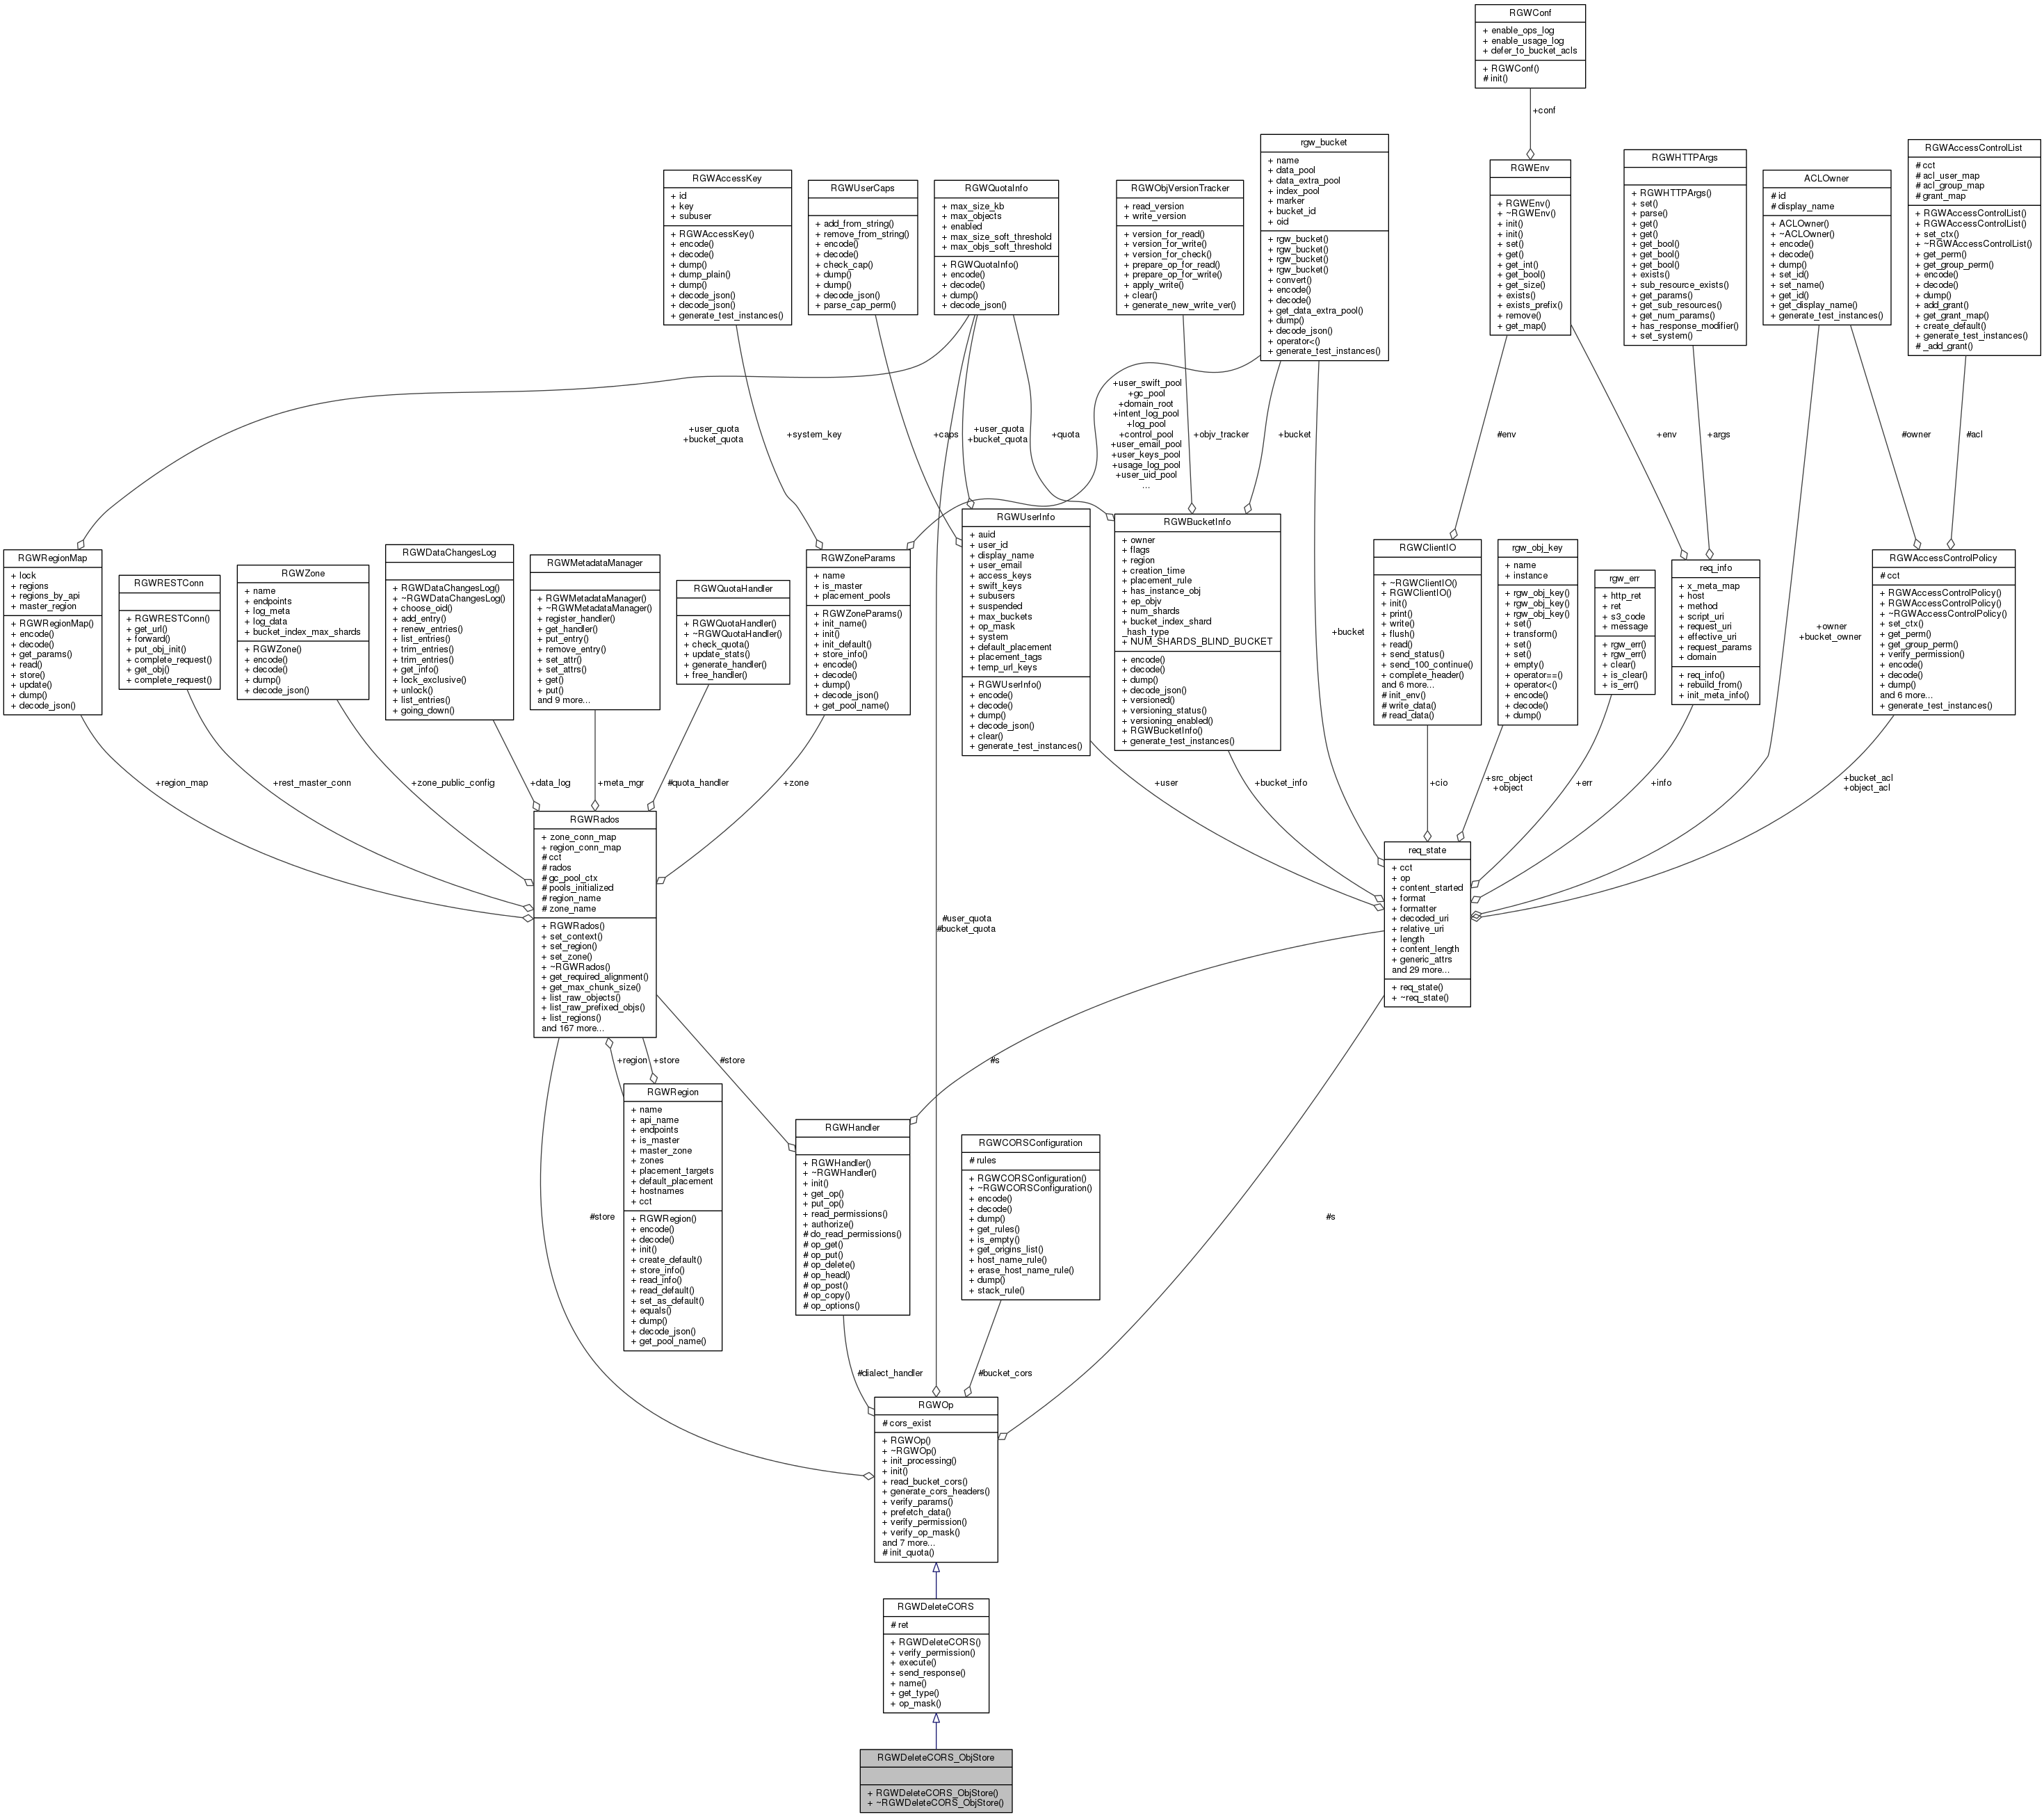 RGWConf
+ enable_ops_log
+ enable_usage_log
+ defer_to_bucket_acls
+ RGWConf()
# init()
+conf
RGWAccessKey
+ id
+ key
+ subuser
+ RGWAccessKey()
+ encode()
+ decode()
+ dump()
+ dump_plain()
+ dump()
+ decode_json()
+ decode_json()
+ generate_test_instances()
RGWUserCaps
+ add_from_string()
+ remove_from_string()
+ encode()
+ decode()
+ check_cap()
+ dump()
+ dump()
+ decode_json()
+ parse_cap_perm()
RGWQuotaInfo
+ max_size_kb
+ max_objects
+ enabled
+ max_size_soft_threshold
+ max_objs_soft_threshold
+ RGWQuotaInfo()
+ encode()
+ decode()
+ dump()
+ decode_json()
RGWObjVersionTracker
+ read_version
+ write_version
+ version_for_read()
+ version_for_write()
+ version_for_check()
+ prepare_op_for_read()
+ prepare_op_for_write()
+ apply_write()
+ clear()
+ generate_new_write_ver()
rgw_bucket
+ name
+ data_pool
+ data_extra_pool
+ index_pool
+ marker
+ bucket_id
+ oid
+ rgw_bucket()
+ rgw_bucket()
+ rgw_bucket()
+ rgw_bucket()
+ convert()
+ encode()
+ decode()
+ get_data_extra_pool()
+ dump()
+ decode_json()
+ operator<()
+ generate_test_instances()
RGWEnv
+ RGWEnv()
+ ~RGWEnv()
+ init()
+ init()
+ set()
+ get()
+ get_int()
+ get_bool()
+ get_size()
+ exists()
+ exists_prefix()
+ remove()
+ get_map()
RGWHTTPArgs
+ RGWHTTPArgs()
+ set()
+ parse()
+ get()
+ get()
+ get_bool()
+ get_bool()
+ get_bool()
+ exists()
+ sub_resource_exists()
+ get_params()
+ get_sub_resources()
+ get_num_params()
+ has_response_modifier()
+ set_system()
ACLOwner
# id
# display_name
+ ACLOwner()
+ ~ACLOwner()
+ encode()
+ decode()
+ dump()
+ set_id()
+ set_name()
+ get_id()
+ get_display_name()
+ generate_test_instances()
RGWAccessControlList
# cct
# acl_user_map
# acl_group_map
# grant_map
+ RGWAccessControlList()
+ RGWAccessControlList()
+ set_ctx()
+ ~RGWAccessControlList()
+ get_perm()
+ get_group_perm()
+ encode()
+ decode()
+ dump()
+ add_grant()
+ get_grant_map()
+ create_default()
+ generate_test_instances()
# _add_grant()
+user_quota
+bucket_quota
+system_key
+caps
+user_quota
+bucket_quota
+quota
+user_swift_pool
+gc_pool
+domain_root
+intent_log_pool
+log_pool
+control_pool
+user_email_pool
+user_keys_pool
+usage_log_pool
+user_uid_pool
...
+objv_tracker
+bucket
#env
+env
+args
#owner
#acl
RGWRegionMap
+ lock
+ regions
+ regions_by_api
+ master_region
+ RGWRegionMap()
+ encode()
+ decode()
+ get_params()
+ read()
+ store()
+ update()
+ dump()
+ decode_json()
RGWRESTConn
+ RGWRESTConn()
+ get_url()
+ forward()
+ put_obj_init()
+ complete_request()
+ get_obj()
+ complete_request()
RGWZone
+ name
+ endpoints
+ log_meta
+ log_data
+ bucket_index_max_shards
+ RGWZone()
+ encode()
+ decode()
+ dump()
+ decode_json()
RGWDataChangesLog
+ RGWDataChangesLog()
+ ~RGWDataChangesLog()
+ choose_oid()
+ add_entry()
+ renew_entries()
+ list_entries()
+ trim_entries()
+ trim_entries()
+ get_info()
+ lock_exclusive()
+ unlock()
+ list_entries()
+ going_down()
RGWMetadataManager
+ RGWMetadataManager()
+ ~RGWMetadataManager()
+ register_handler()
+ get_handler()
+ put_entry()
+ remove_entry()
+ set_attr()
+ set_attrs()
+ get()
+ put()
and 9 more...
RGWQuotaHandler
+ RGWQuotaHandler()
+ ~RGWQuotaHandler()
+ check_quota()
+ update_stats()
+ generate_handler()
+ free_handler()
RGWZoneParams
+ name
+ is_master
+ placement_pools
+ RGWZoneParams()
+ init_name()
+ init()
+ init_default()
+ store_info()
+ encode()
+ decode()
+ dump()
+ decode_json()
+ get_pool_name()
RGWUserInfo
+ auid
+ user_id
+ display_name
+ user_email
+ access_keys
+ swift_keys
+ subusers
+ suspended
+ max_buckets
+ op_mask
+ system
+ default_placement
+ placement_tags
+ temp_url_keys
+ RGWUserInfo()
+ encode()
+ decode()
+ dump()
+ decode_json()
+ clear()
+ generate_test_instances()
RGWBucketInfo
+ owner
+ flags
+ region
+ creation_time
+ placement_rule
+ has_instance_obj
+ ep_objv
+ num_shards
+ bucket_index_shard
_hash_type
+ NUM_SHARDS_BLIND_BUCKET
+ encode()
+ decode()
+ dump()
+ decode_json()
+ versioned()
+ versioning_status()
+ versioning_enabled()
+ RGWBucketInfo()
+ generate_test_instances()
+bucket
RGWClientIO
+ ~RGWClientIO()
+ RGWClientIO()
+ init()
+ print()
+ write()
+ flush()
+ read()
+ send_status()
+ send_100_continue()
+ complete_header()
and 6 more...
# init_env()
# write_data()
# read_data()
rgw_obj_key
+ name
+ instance
+ rgw_obj_key()
+ rgw_obj_key()
+ rgw_obj_key()
+ set()
+ transform()
+ set()
+ set()
+ empty()
+ operator==()
+ operator<()
+ encode()
+ decode()
+ dump()
rgw_err
+ http_ret
+ ret
+ s3_code
+ message
+ rgw_err()
+ rgw_err()
+ clear()
+ is_clear()
+ is_err()
req_info
+ x_meta_map
+ host
+ method
+ script_uri
+ request_uri
+ effective_uri
+ request_params
+ domain
+ req_info()
+ rebuild_from()
+ init_meta_info()
+owner
+bucket_owner
RGWAccessControlPolicy
# cct
+ RGWAccessControlPolicy()
+ RGWAccessControlPolicy()
+ ~RGWAccessControlPolicy()
+ set_ctx()
+ get_perm()
+ get_group_perm()
+ verify_permission()
+ encode()
+ decode()
+ dump()
and 6 more...
+ generate_test_instances()
+region_map
+rest_master_conn
+zone_public_config
+data_log
+meta_mgr
#quota_handler
+zone
+user
+bucket_info
+cio
+src_object
+object
+err
+info
+bucket_acl
+object_acl
RGWRados
+ zone_conn_map
+ region_conn_map
# cct
# rados
# gc_pool_ctx
# pools_initialized
# region_name
# zone_name
+ RGWRados()
+ set_context()
+ set_region()
+ set_zone()
+ ~RGWRados()
+ get_required_alignment()
+ get_max_chunk_size()
+ list_raw_objects()
+ list_raw_prefixed_objs()
+ list_regions()
and 167 more...
#user_quota
#bucket_quota
req_state
+ cct
+ op
+ content_started
+ format
+ formatter
+ decoded_uri
+ relative_uri
+ length
+ content_length
+ generic_attrs
and 29 more...
+ req_state()
+ ~req_state()
+region
+store
#store
#s
RGWRegion
+ name
+ api_name
+ endpoints
+ is_master
+ master_zone
+ zones
+ placement_targets
+ default_placement
+ hostnames
+ cct
+ RGWRegion()
+ encode()
+ decode()
+ init()
+ create_default()
+ store_info()
+ read_info()
+ read_default()
+ set_as_default()
+ equals()
+ dump()
+ decode_json()
+ get_pool_name()
RGWHandler
+ RGWHandler()
+ ~RGWHandler()
+ init()
+ get_op()
+ put_op()
+ read_permissions()
+ authorize()
# do_read_permissions()
# op_get()
# op_put()
# op_delete()
# op_head()
# op_post()
# op_copy()
# op_options()
RGWCORSConfiguration
# rules
+ RGWCORSConfiguration()
+ ~RGWCORSConfiguration()
+ encode()
+ decode()
+ dump()
+ get_rules()
+ is_empty()
+ get_origins_list()
+ host_name_rule()
+ erase_host_name_rule()
+ dump()
+ stack_rule()
#store
#s
#dialect_handler
#bucket_cors
RGWOp
# cors_exist
+ RGWOp()
+ ~RGWOp()
+ init_processing()
+ init()
+ read_bucket_cors()
+ generate_cors_headers()
+ verify_params()
+ prefetch_data()
+ verify_permission()
+ verify_op_mask()
and 7 more...
# init_quota()
RGWDeleteCORS
# ret
+ RGWDeleteCORS()
+ verify_permission()
+ execute()
+ send_response()
+ name()
+ get_type()
+ op_mask()
RGWDeleteCORS_ObjStore
+ RGWDeleteCORS_ObjStore()
+ ~RGWDeleteCORS_ObjStore()